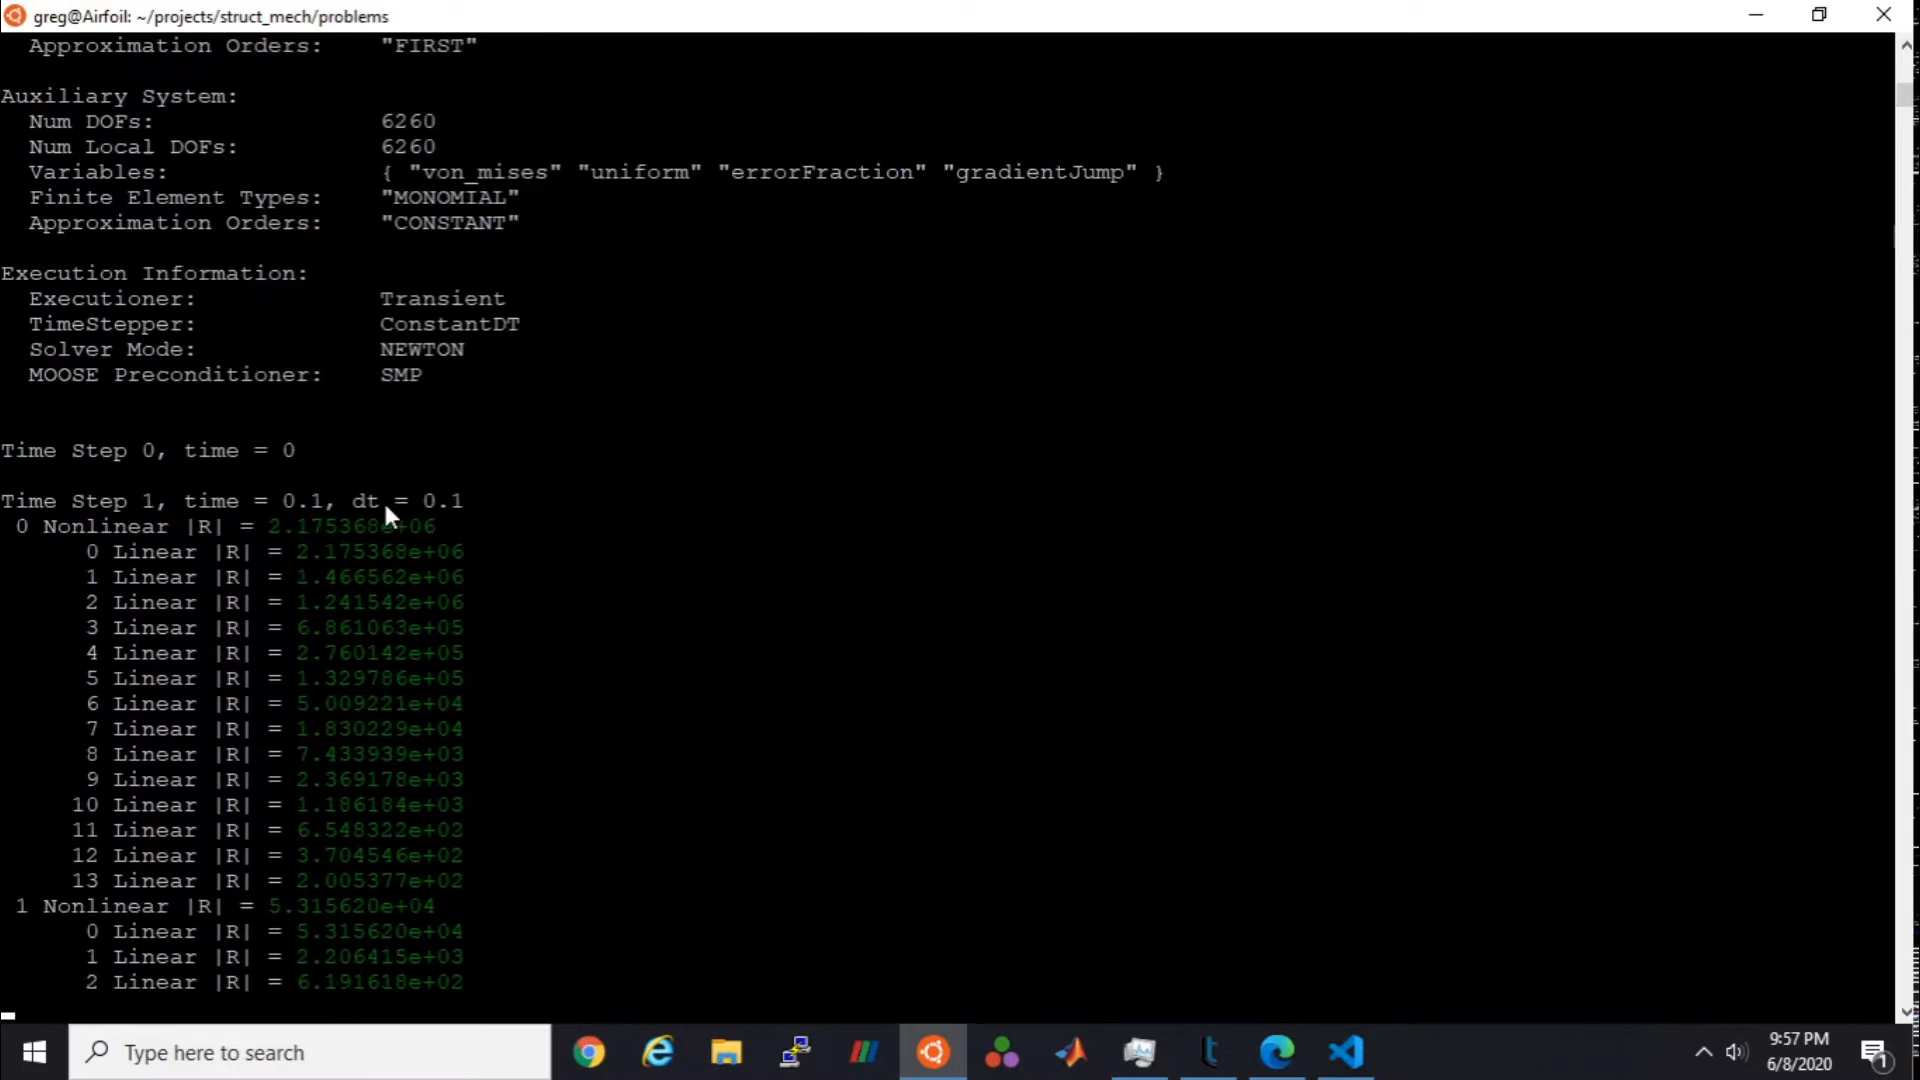 greg@Airfoil: ~/projects/struct_mech/problems
Approximation Orders: "FIRST"
Auxiliary System:
Num DOFs: 6260
Num Local DOFs: 6260
Variables: { "von_mises" "uniform" "errorFraction" "gradientJump" }
Finite Element Types: "MONOMIAL"
Approximation Orders: "CONSTANT"
Execution Information:
Executioner: Transient
TimeStepper: ConstantDT
Solver Mode: NEWTON
MOOSE Preconditioner: SMP
Time Step 0, time = 0
Time Step 1, time = 0.1, dt = 0.1
0 Nonlinear |R| = 2.175368e+06
0 Linear |R| = 2.175368e+06
1 Linear |R| = 1.466562e+06
2 Linear |R| = 1.241542e+06
3 Linear |R| = 6.861063e+05
4 Linear |R| = 2.760142e+05
5 Linear |R| = 1.329786e+05
6 Linear |R| = 5.009221e+04
7 Linear |R| = 1.830229e+04
8 Linear |R| = 7.433939e+03
9 Linear |R| = 2.369178e+03
10 Linear |R| = 1.186184e+03
11 Linear |R| = 6.548322e+02
12 Linear |R| = 3.704546e+02
13 Linear |R| = 2.005377e+02
1 Nonlinear |R| = 5.315620e+04
0 Linear |R| = 5.315620e+04
1 Linear |R| = 2.206415e+03
2 Linear |R| = 6.191618e+02
Type here to search
9:57 PM
6/8/2020
1